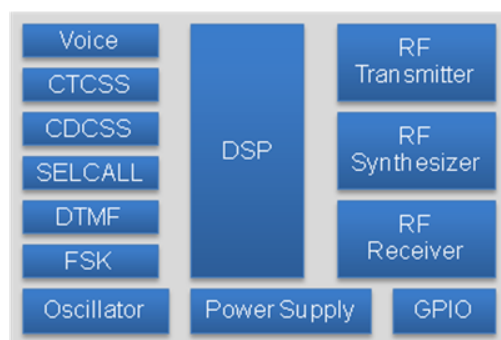 Voice
CTCSS
CDCSS
SELCALL
DTMF
FSK
DSP
RF
Transmitter
RF
Synthesizer
RF
Receiver
Oscillator
Power Supply
GPIO